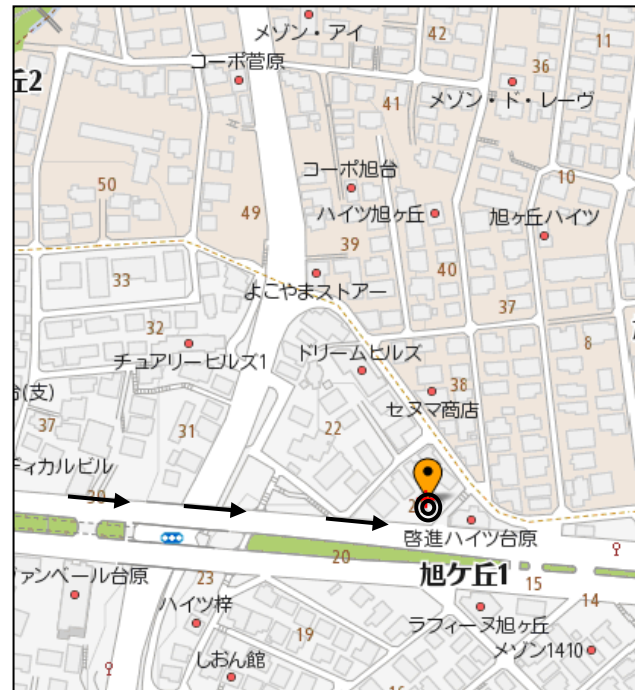 メゾン・アイ
42
11
コーポ菅原
36
丘2
メゾン・ド・レーヴ
41
コーポ旭台
10
50
49
ハイツ旭ヶ丘
旭ヶ丘ハイツ
39
33
40
よこやまストアー
37
32
8
チュアリーヒルズ1
ドリームヒルズ
38
台(支)
セヌマ商店
37
31
22
ディカルビル
30
啓進ハイツ台原
20
ヴァンベール台原
23
旭ケ丘1
15
14
ハイツ梓
19
ラフィーヌ旭ヶ丘
メゾン1410
しおん館
16